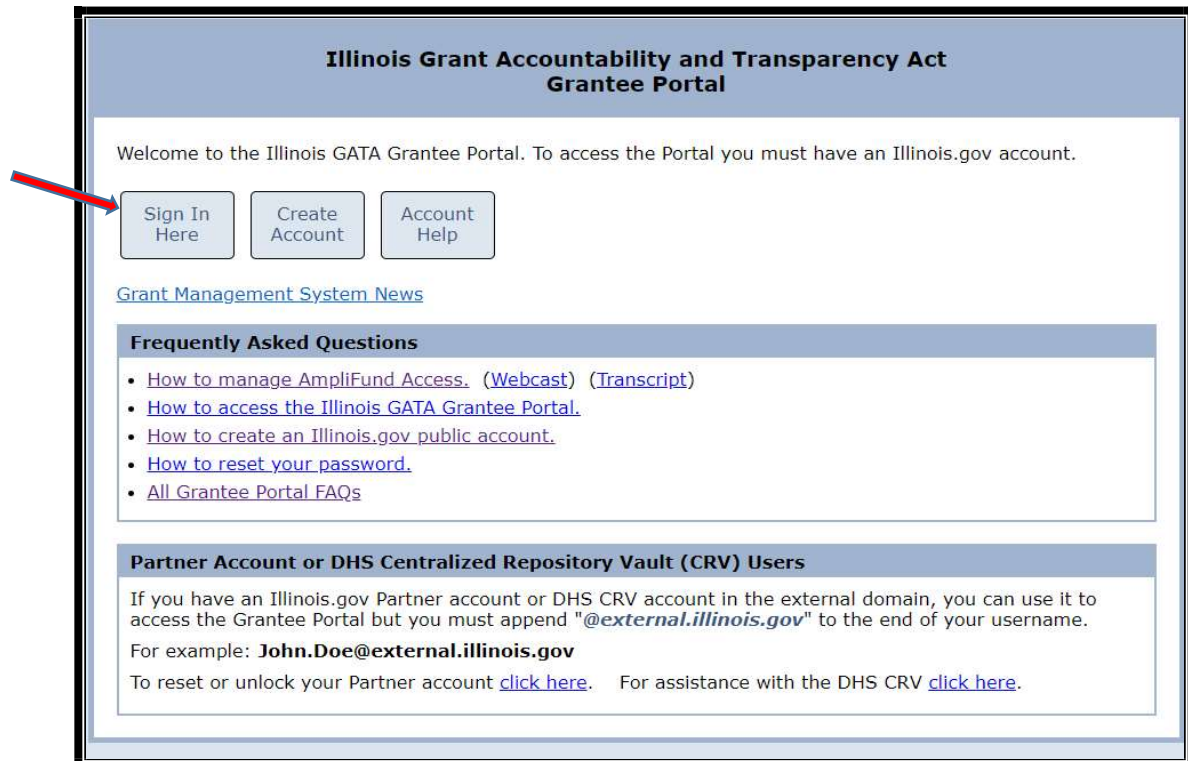 Illinois Grant Accountability and Transparency Act
Grantee Portal
Welcome to the Illinois GATA Grantee Portal. To access the Portal you must have an Illinois.gov account.
Sign In
Here
Create
Account
Account
Help
Grant Management System News
Frequently Asked Questions
• How to manage AmpliFund Access. (Webcast) (Transcript)
• How to access the Illinois GATA Grantee Portal.
• How to create an Illinois.gov public account.
• How to reset your password.
• All Grantee Portal FAQs
Partner Account or DHS Centralized Repository Vault (CRV) Users
If you have an Illinois.gov Partner account or DHS CRV account in the external domain, you can use it to
access the Grantee Portal but you must append "@external.illinois.gov" to the end of your username.
For example: John.Doe@external.illinois.gov
To reset or unlock your Partner account click here. For assistance with the DHS CRV click here.